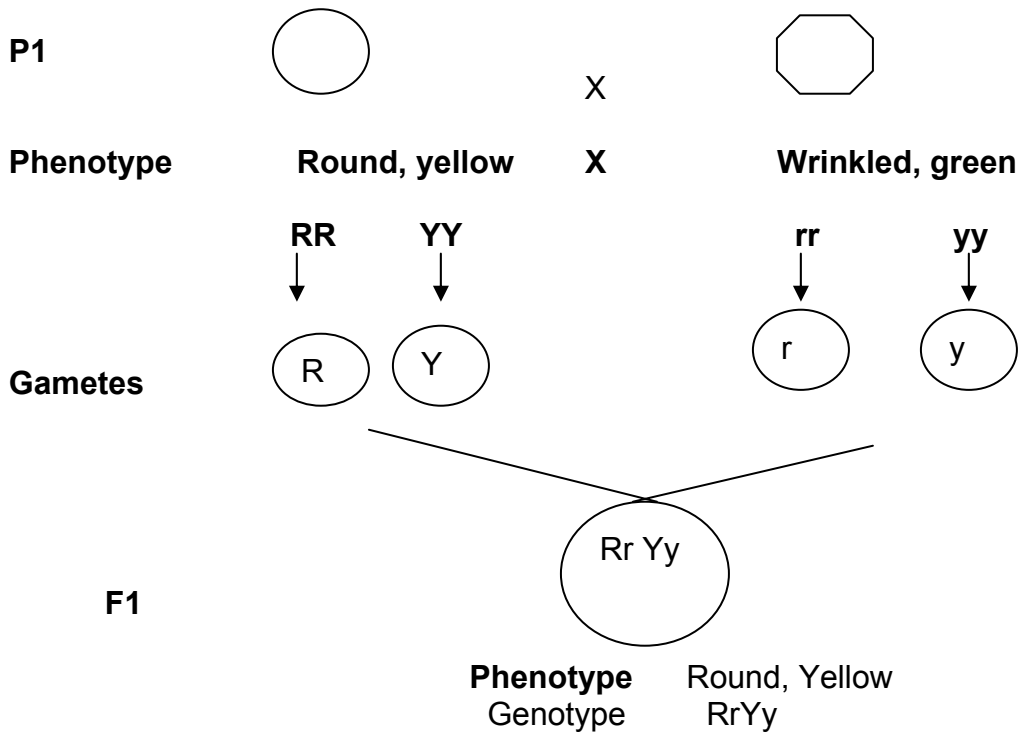 P1
X
Phenotype Round, yellow X Wrinkled, green
RR YY rr yy
R Y r y
Gametes
Rr Yy
F1
Phenotype Round, Yellow
Genotype RrYy